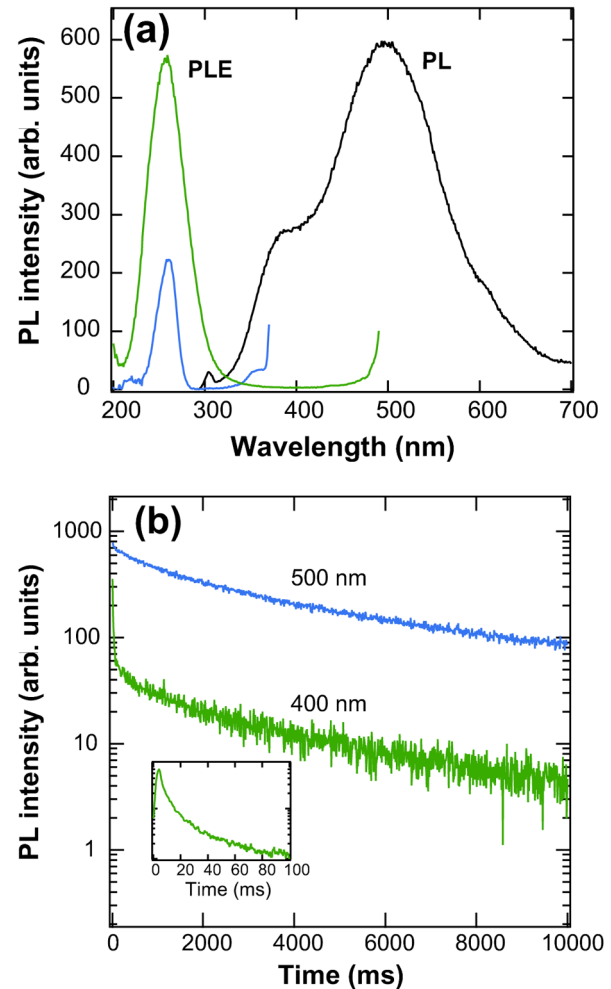 (a)
PLE
PL
PL intensity (arb. units)
600
500
400
300
200
100
0
200 300 400 500 600 700
Wavelength (nm)
(b)
500 nm
400 nm
PL intensity (arb. units)
1000
100
10
1
0 20 40 60 80 100
Time (ms)
0 2000 4000 6000 8000 10000
Time (ms)